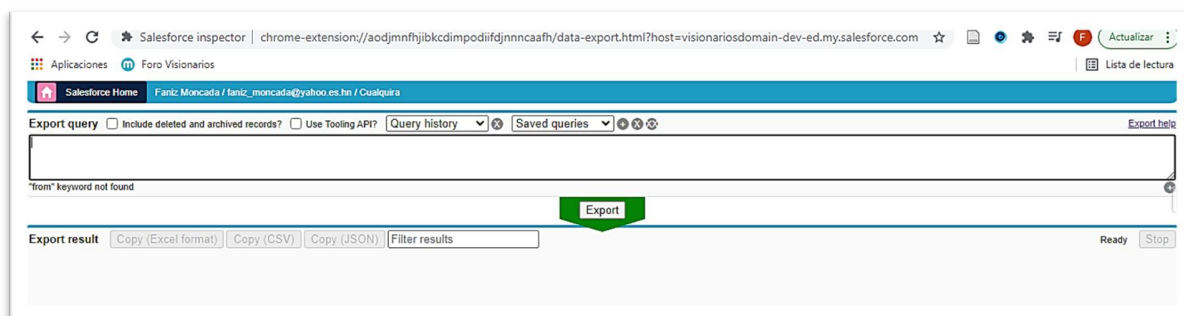 Salesforce inspector | chrome-extension://aodjmnfhjibkcdimpodiifdjnnncaafh/data-export.html?host=visionariosdomain-dev-ed.my.salesforce.com F Actualizar
Aplicaciones m Foro Visionarios Lista de lectura
Salesforce Home Faniz Moncada / faniz_moncada@yahoo.es.hn / Cualquira
Export query Include deleted and archived records? Use Tooling API? Query history Saved queries Export help
"from" keyword not found
Export
Export result Copy (Excel format) Copy (CSV) Copy (JSON) Filter results Ready Stop